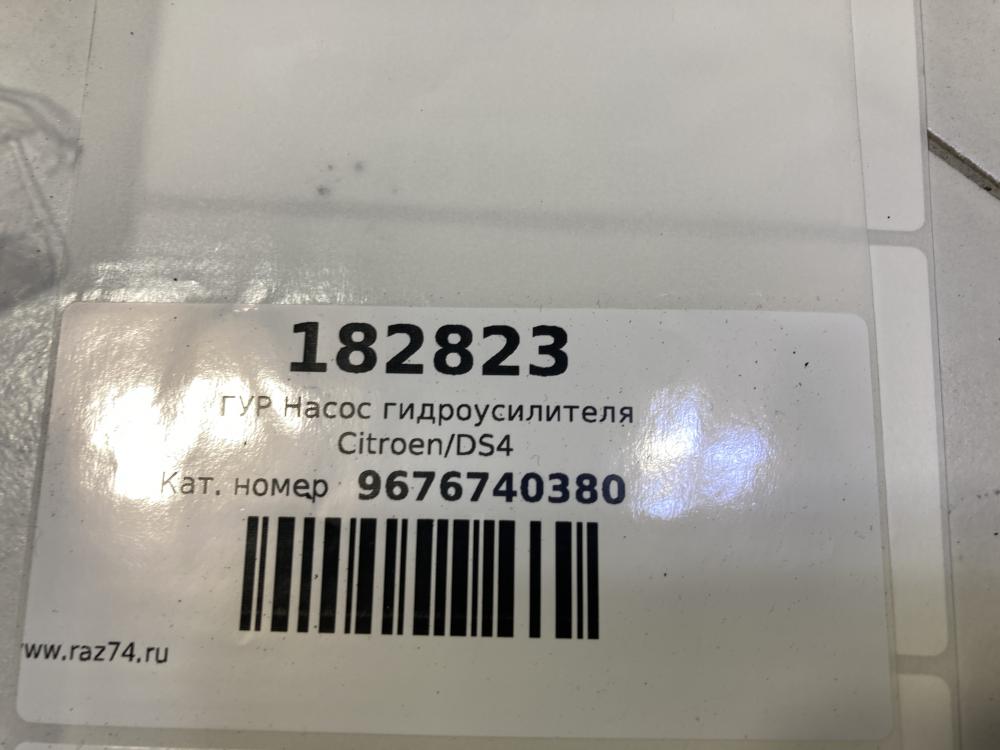 182823
ГУР Насос гидроусилителя
Citroen/DS4
Кат. номер 9676740380
www.raz74.ru